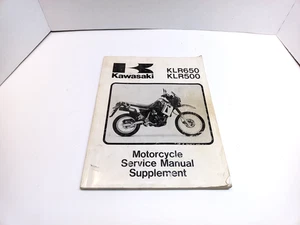 Kawasaki
KLR650
KLR500
Motorcycle
Service Manual
Supplement